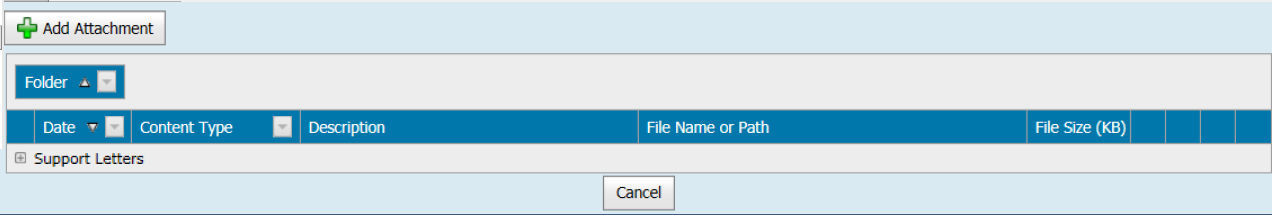 Add Attachment
Folder
Date Content Type Description File Name or Path File Size (KB)
Support Letters
Cancel